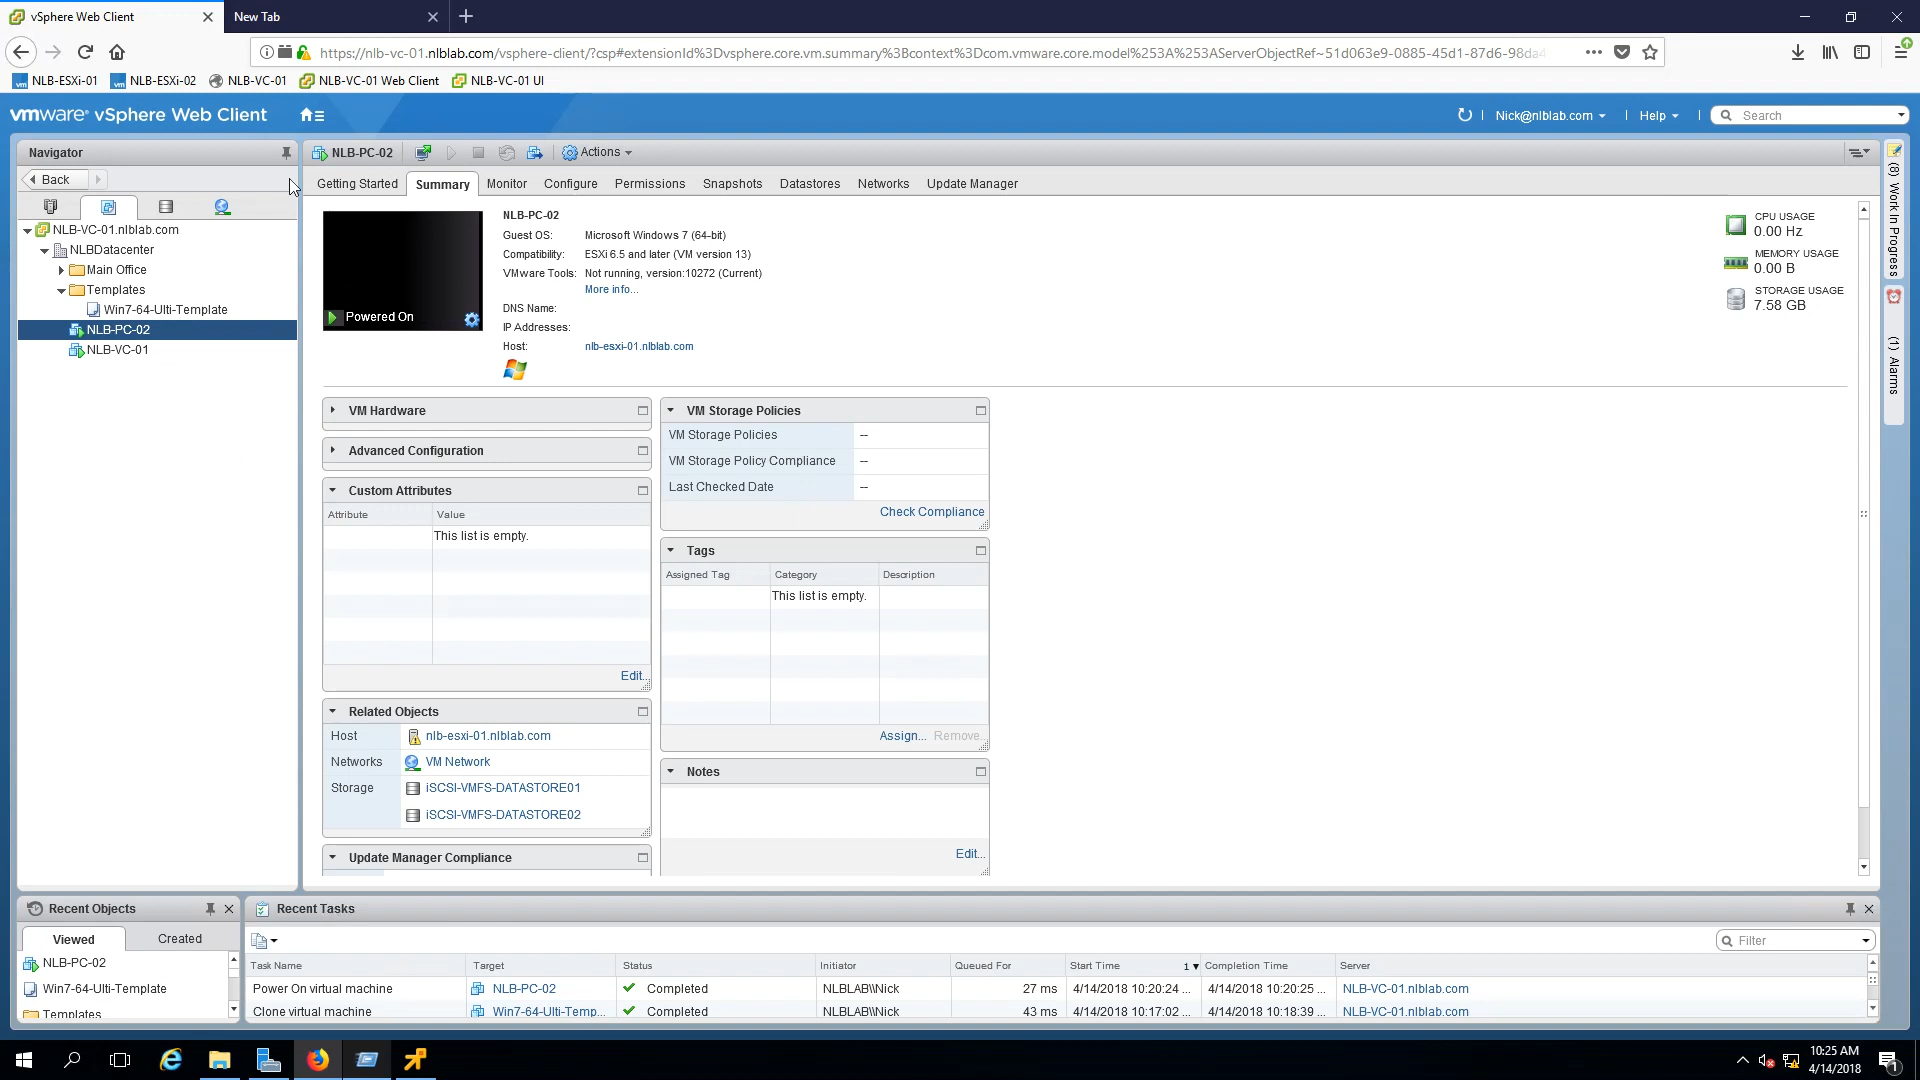 vSphere Web Client
New Tab
https://nlb-vc-01.nlblab.com/vsphere-client/?csp#extensionId%3Dvsphere.core.vm.summary%3Bcontext%3Dcom.vmware.core.model%253A%253AServerObjectRef~51d063e9-0885-45d1-87d6-98da4
NLB-ESXi-01 NLB-ESXi-02 NLB-VC-01 NLB-VC-01 Web Client NLB-VC-01 UI
vmware® vSphere Web Client
Nick@nlblab.com Help Search
Navigator
Back
NLB-VC-01.nlblab.com
NLBDatacenter
Main Office
Templates
Win7-64-Ulti-Template
NLB-PC-02
NLB-VC-01
NLB-PC-02 Actions
Getting Started Summary Monitor Configure Permissions Snapshots Datastores Networks Update Manager
Powered On
NLB-PC-02
Guest OS: Microsoft Windows 7 (64-bit)
Compatibility: ESXi 6.5 and later (VM version 13)
VMware Tools: Not running, version:10272 (Current)
More info...
DNS Name:
IP Addresses:
Host: nlb-esxi-01.nlblab.com
CPU USAGE
0.00 Hz
MEMORY USAGE
0.00 B
STORAGE USAGE
7.58 GB
VM Hardware
Advanced Configuration
Custom Attributes
Attribute Value
This list is empty.
Edit...
Related Objects
Host nlb-esxi-01.nlblab.com
Networks VM Network
Storage iSCSI-VMFS-DATASTORE01
iSCSI-VMFS-DATASTORE02
Update Manager Compliance
VM Storage Policies
VM Storage Policies --
VM Storage Policy Compliance --
Last Checked Date --
Check Compliance
Tags
Assigned Tag Category Description
This list is empty.
Assign... Remove...
Notes
Edit...
(8) Work In Progress
(1) Alarms
Recent Objects
Viewed Created
NLB-PC-02
Win7-64-Ulti-Template
Templates
Recent Tasks
Filter
Task Name Target Status Initiator Queued For Start Time 1 Completion Time Server
Power On virtual machine NLB-PC-02 Completed NLBLAB\\Nick 27 ms 4/14/2018 10:20:24 ... 4/14/2018 10:20:25 ... NLB-VC-01.nlblab.com
Clone virtual machine Win7-64-Ulti-Temp... Completed NLBLAB\\Nick 43 ms 4/14/2018 10:17:02 ... 4/14/2018 10:18:39 ... NLB-VC-01.nlblab.com
10:25 AM
4/14/2018
1